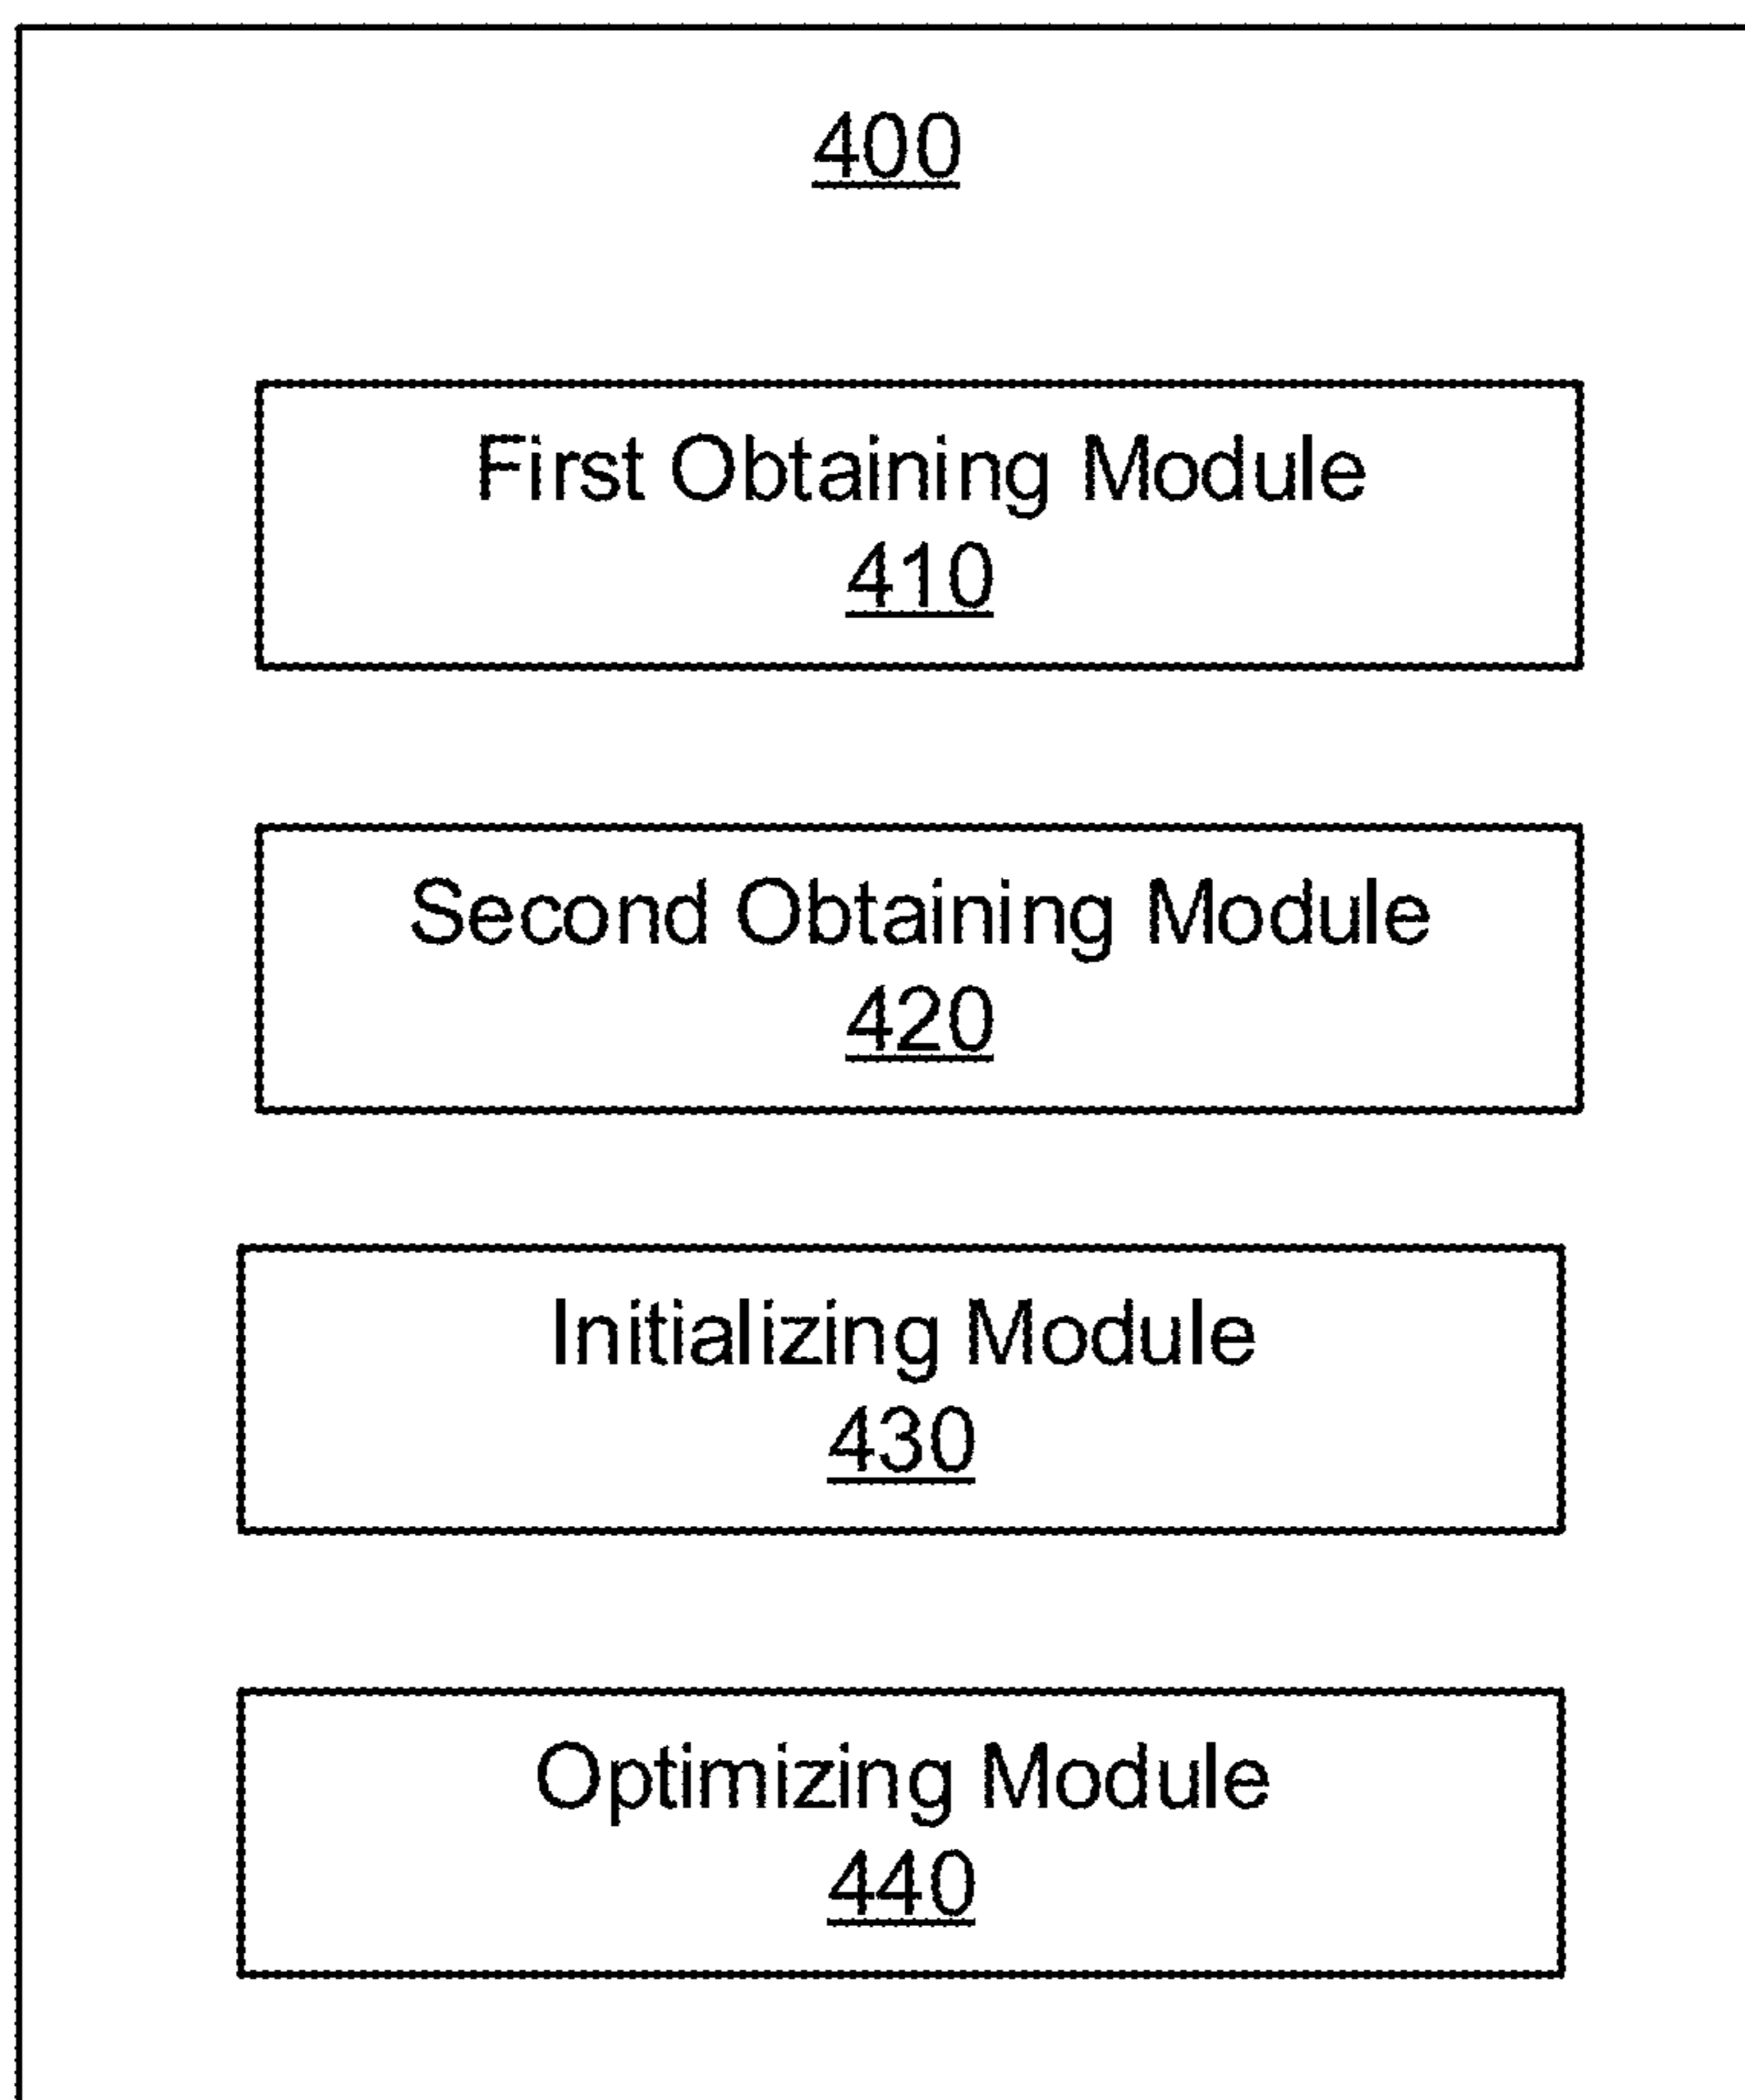 400
First Obtaining Module
410
Second Obtaining Module
420
Initializing Module
430
Optimizing Module
440